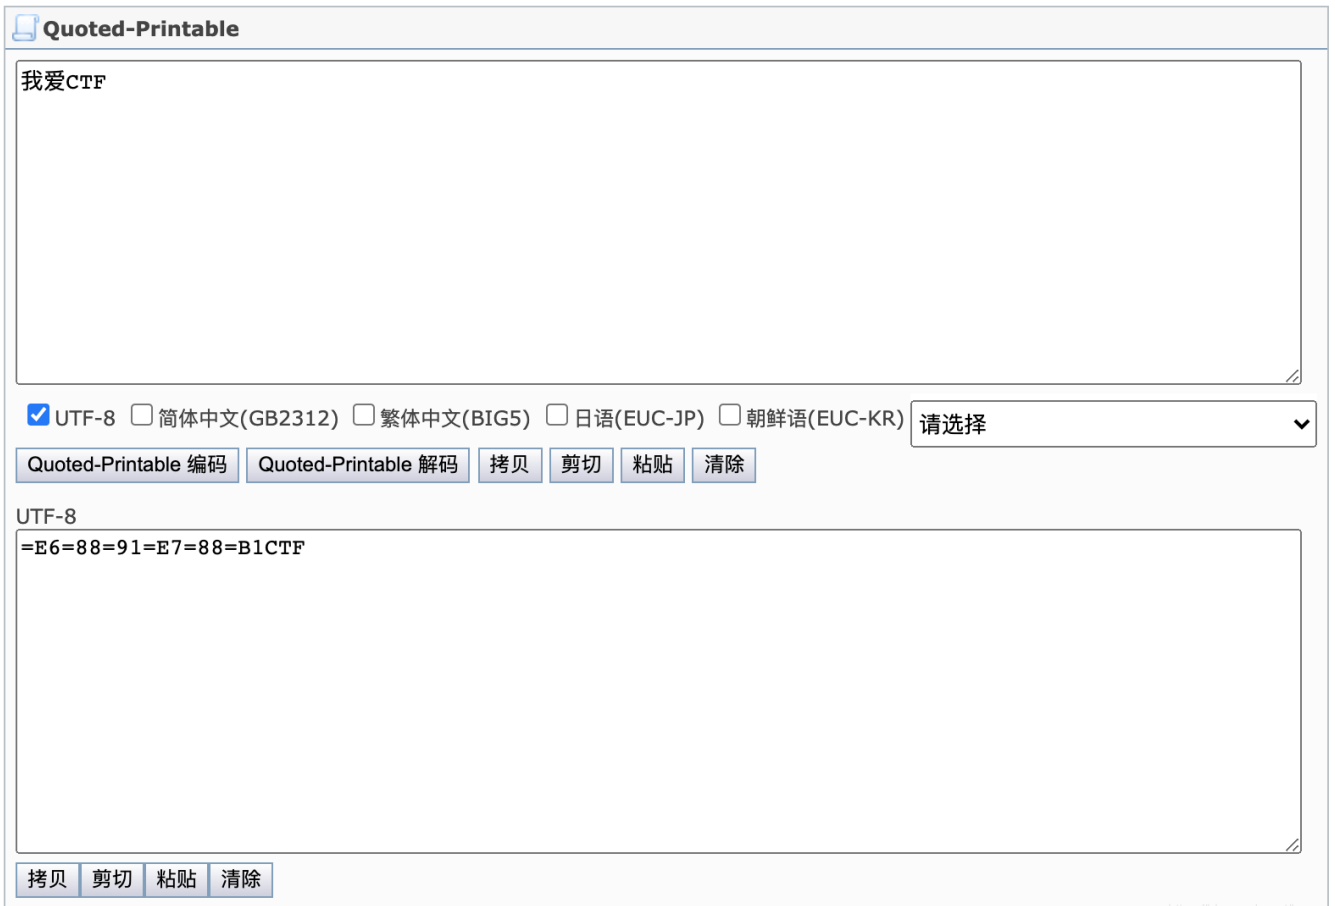 Quoted-Printable
我爱CTF
UTF-8 简体中文(GB2312) 繁体中文(BIG5) 日语(EUC-JP) 朝鲜语(EUC-KR) 请选择
Quoted-Printable 编码 Quoted-Printable 解码 拷贝 剪切 粘贴 清除
UTF-8
=E6=88=91=E7=88=B1CTF
拷贝 剪切 粘贴 清除